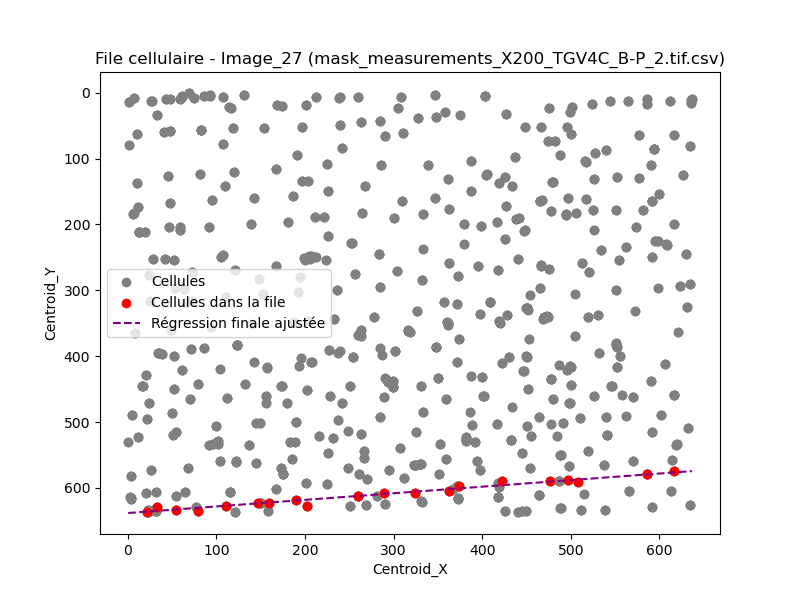 File cellulaire - Image_27 (mask_measurements_X200_TGV4C_B-P_2.tif.csv)
0
100
200
300
400
500
600
Centroid_Y
Cellules
Cellules dans la file
Régression finale ajustée
0 100 200 300 400 500 600
Centroid_X